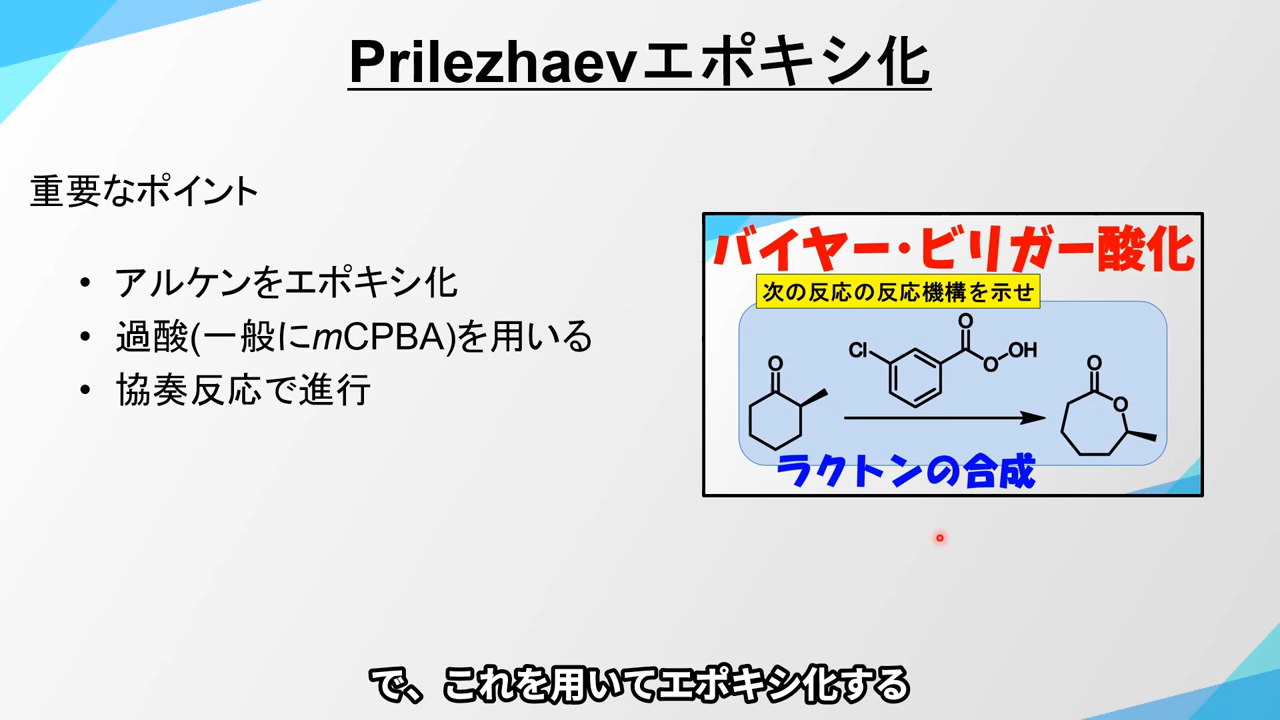 Prilezhaevエポキシ化
重要なポイント
• アルケンをエポキシ化
• 過酸(一般にmCPBA)を用いる
• 協奏反応で進行
バイヤー・ビリガー酸化
次の反応の反応機構を示せ
O
Cl
O
OH
O
O
O
ラクトンの合成
で、これを用いてエポキシ化する